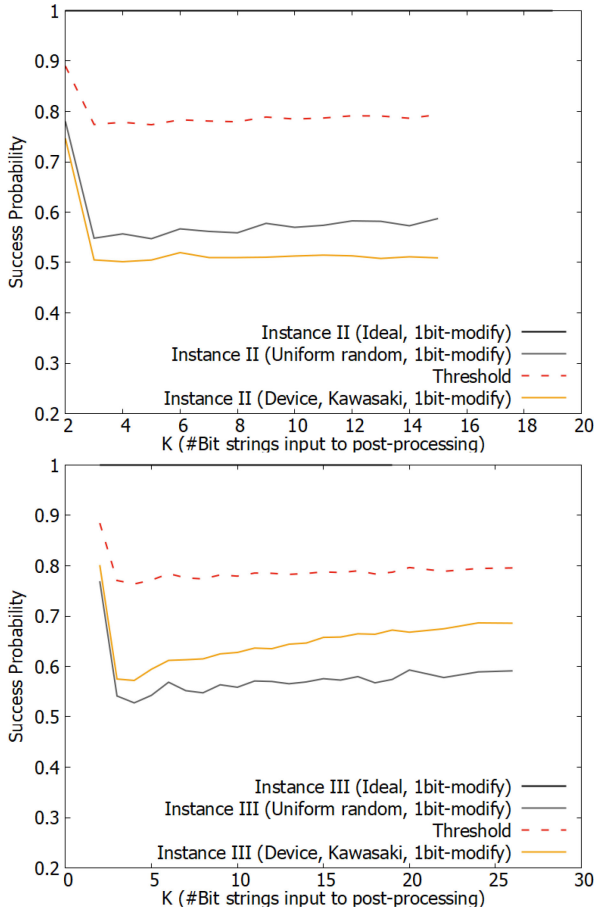 1
0.9
0.8
0.7
0.6
0.5
0.4
0.3
0.2
Success Probability
Instance II (Ideal, 1bit-modify)
Instance II (Uniform random, 1bit-modify)
Threshold
Instance II (Device, Kawasaki, 1bit-modify)
2 4 6 8 10 12 14 16 18 20
K (#Bit strings input to post-processing)
1
0.9
0.8
0.7
0.6
0.5
0.4
0.3
0.2
Success Probability
Instance III (Ideal, 1bit-modify)
Instance III (Uniform random, 1bit-modify)
Threshold
Instance III (Device, Kawasaki, 1bit-modify)
0 5 10 15 20 25 30
K (#Bit strings input to post-processing)